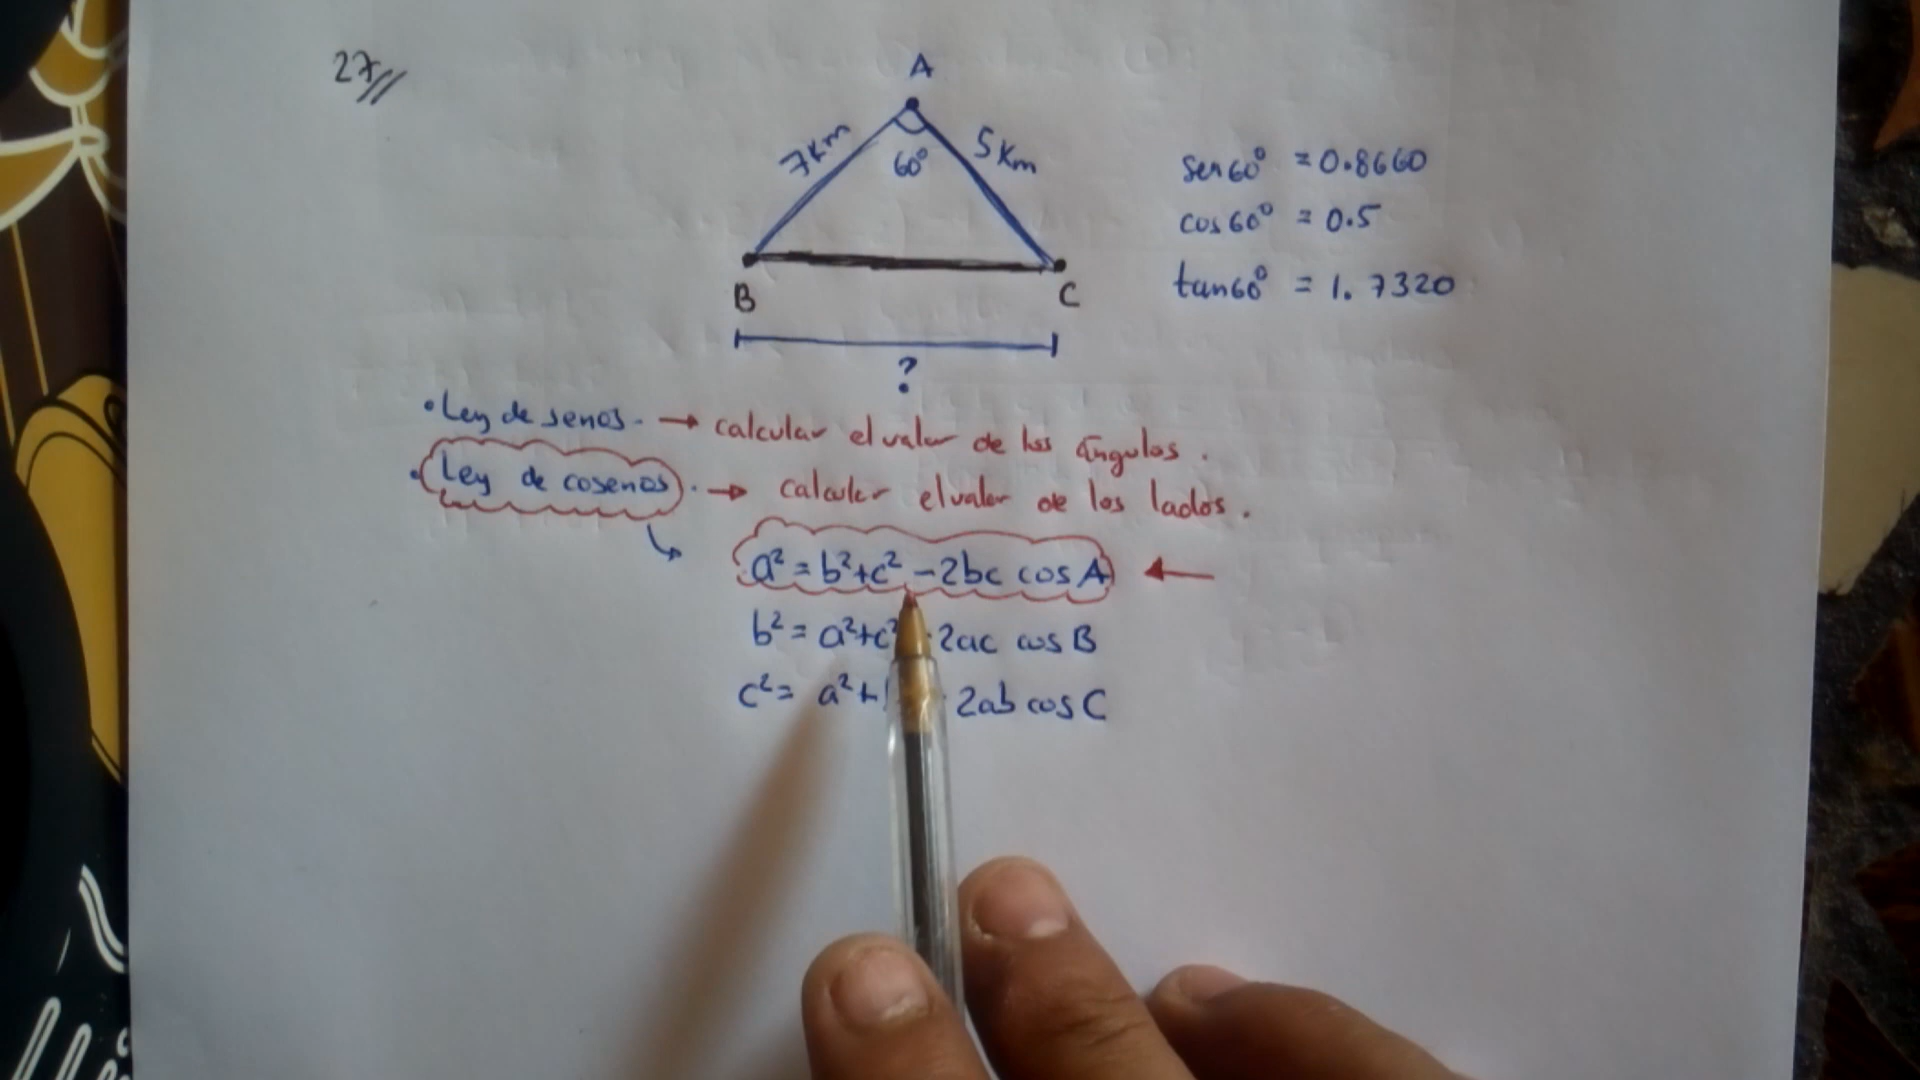 27
A
7Km
5Km
60°
B
C
?
sen60° = 0.8660
cos60° = 0.5
tan60° = 1.7320
• Ley de senos. → calcular el valor de los ángulos.
• Ley de cosenos. → calcular el valor de los lados.
a² = b²+c² -2bc cos A
b² = a²+c² 2ac cos B
c² = a²+ 2ab cos C